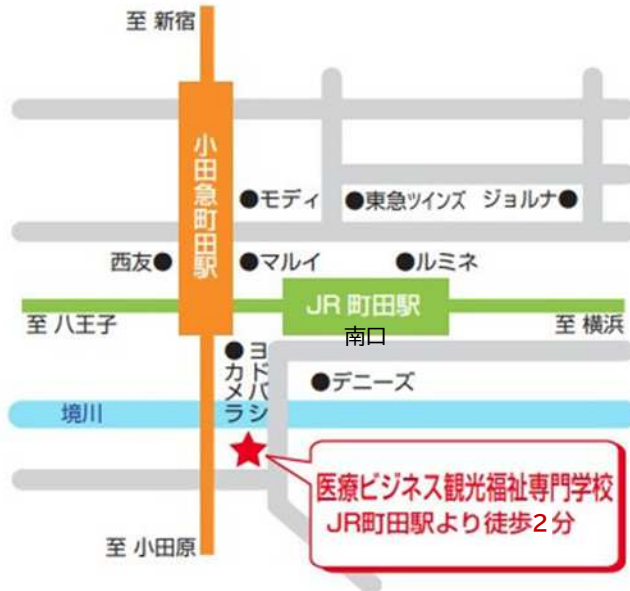 至 新宿
小田急町田駅
●モディ
●東急ツインズ
ジョルナ●
西友●
●マルイ
●ルミネ
JR 町田駅
至 八王子
南口
至 横浜
●ヨドバシカメラ
●デニーズ
境川
医療ビジネス観光福祉専門学校
JR町田駅より徒歩2分
至 小田原